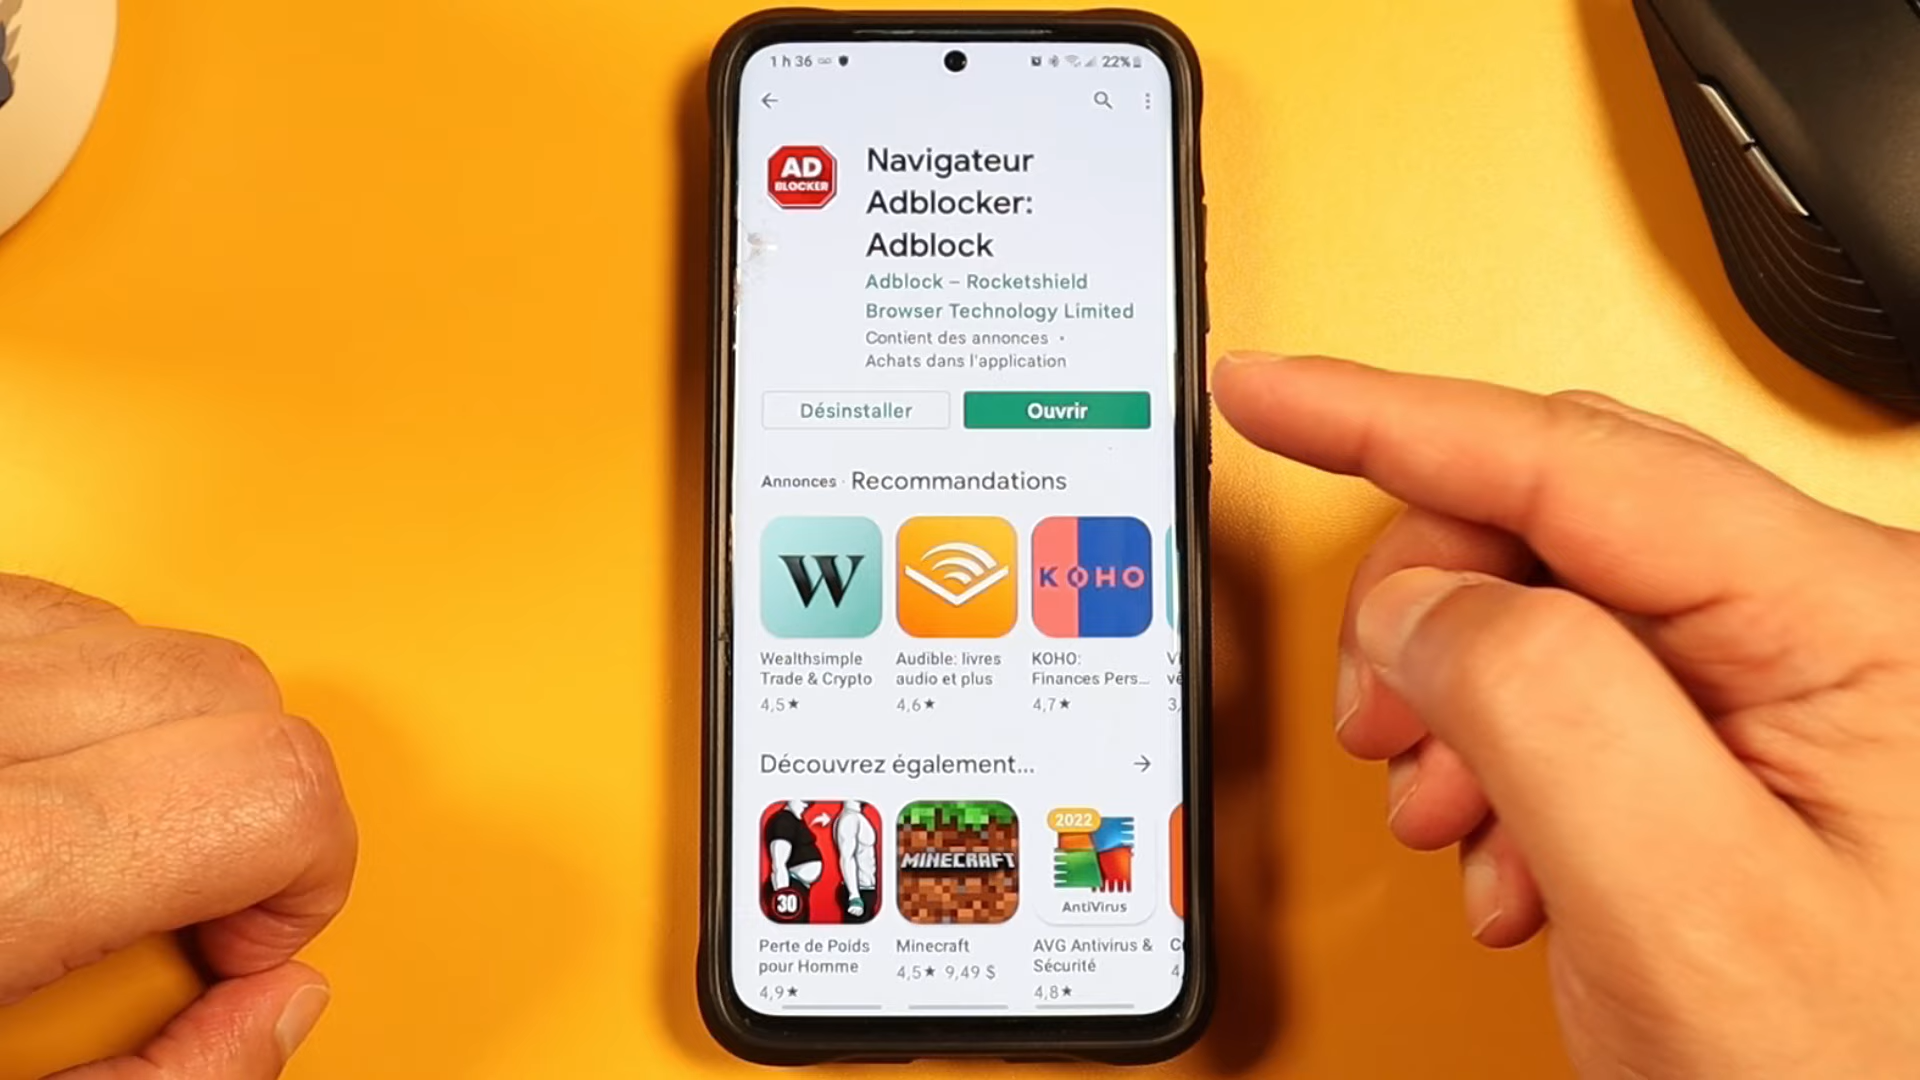 1 h 36
22%
AD
BLOCKER
Navigateur
Adblocker:
Adblock
Adblock – Rocketshield
Browser Technology Limited
Contient des annonces •
Achats dans l'application
Désinstaller
Ouvrir
Annonces · Recommandations
W
KOHO
Wealthsimple
Trade & Crypto
4,5★
Audible: livres
audio et plus
4,6★
KOHO:
Finances Pers...
4,7★
3,
Découvrez également...
30
MINECRAFT
2022
AntiVirus
Perte de Poids
pour Homme
4,9★
Minecraft
4,5★ 9,49 $
AVG Antivirus &
Sécurité
4,8★
4,